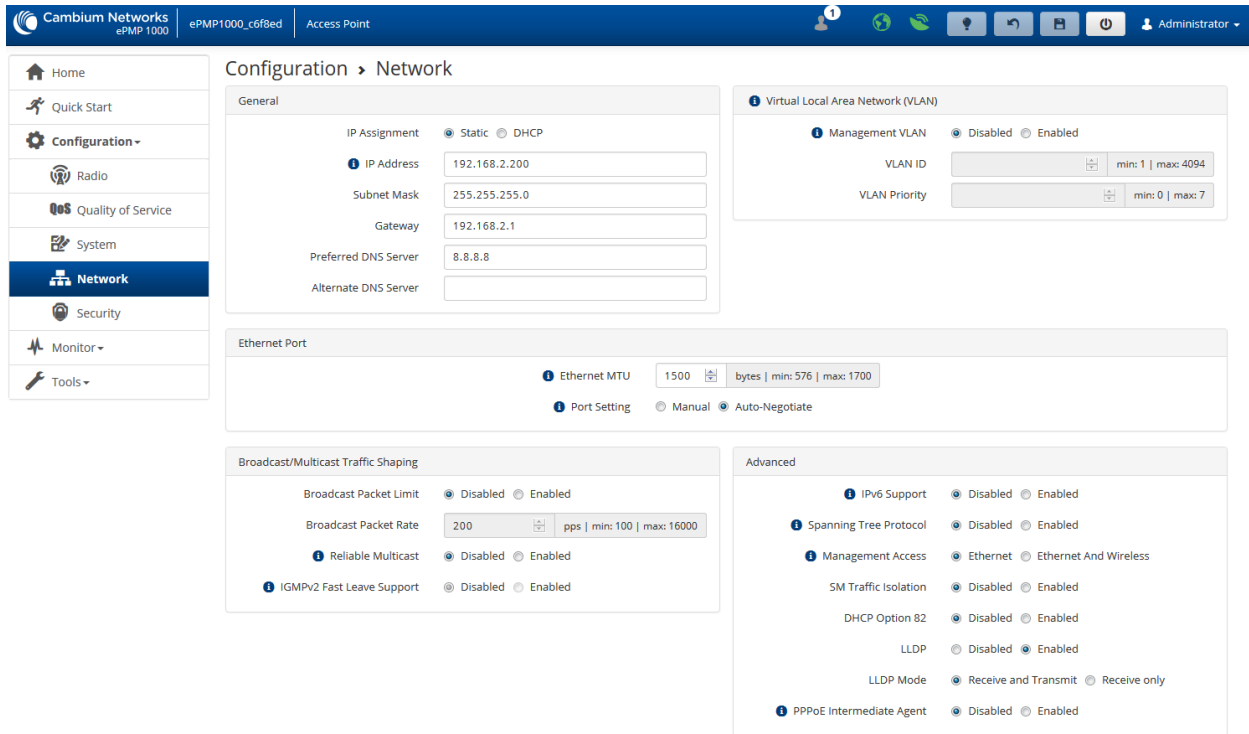 Cambium Networks
ePMP 1000
ePMP1000_c6f8ed
Access Point
1
Administrator
Home
Quick Start
Configuration
Radio
QoS Quality of Service
System
Network
Security
Monitor
Tools
Configuration › Network
General
IP Assignment Static DHCP
IP Address 192.168.2.200
Subnet Mask 255.255.255.0
Gateway 192.168.2.1
Preferred DNS Server 8.8.8.8
Alternate DNS Server
Virtual Local Area Network (VLAN)
Management VLAN Disabled Enabled
VLAN ID min: 1 | max: 4094
VLAN Priority min: 0 | max: 7
Ethernet Port
Ethernet MTU 1500 bytes | min: 576 | max: 1700
Port Setting Manual Auto-Negotiate
Broadcast/Multicast Traffic Shaping
Broadcast Packet Limit Disabled Enabled
Broadcast Packet Rate 200 pps | min: 100 | max: 16000
Reliable Multicast Disabled Enabled
IGMPv2 Fast Leave Support Disabled Enabled
Advanced
IPv6 Support Disabled Enabled
Spanning Tree Protocol Disabled Enabled
Management Access Ethernet Ethernet And Wireless
SM Traffic Isolation Disabled Enabled
DHCP Option 82 Disabled Enabled
LLDP Disabled Enabled
LLDP Mode Receive and Transmit Receive only
PPPoE Intermediate Agent Disabled Enabled